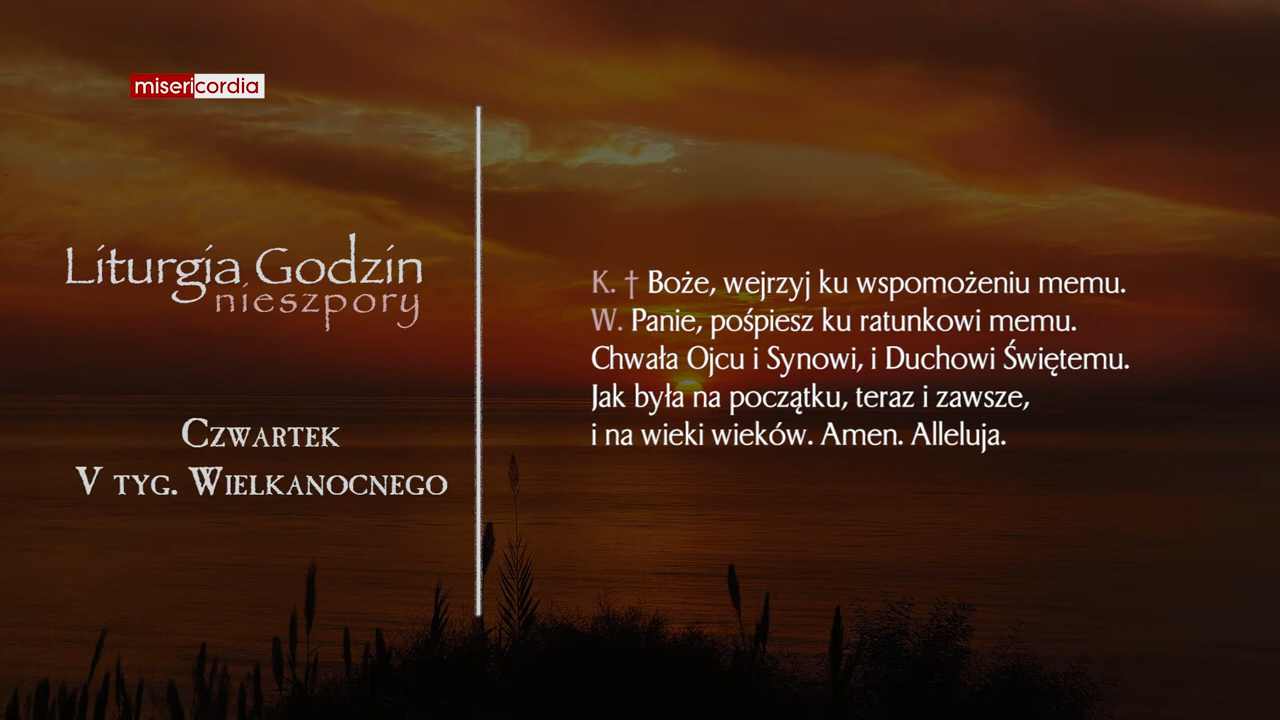 misericordia
Liturgia Godzin
nieszpory
Czwartek
V tyg. Wielkanocnego
K. † Boże, wejrzyj ku wspomożeniu memu.
W. Panie, pośpiesz ku ratunkowi memu.
Chwała Ojcu i Synowi, i Duchowi Świętemu.
Jak była na początku, teraz i zawsze,
i na wieki wieków. Amen. Alleluja.